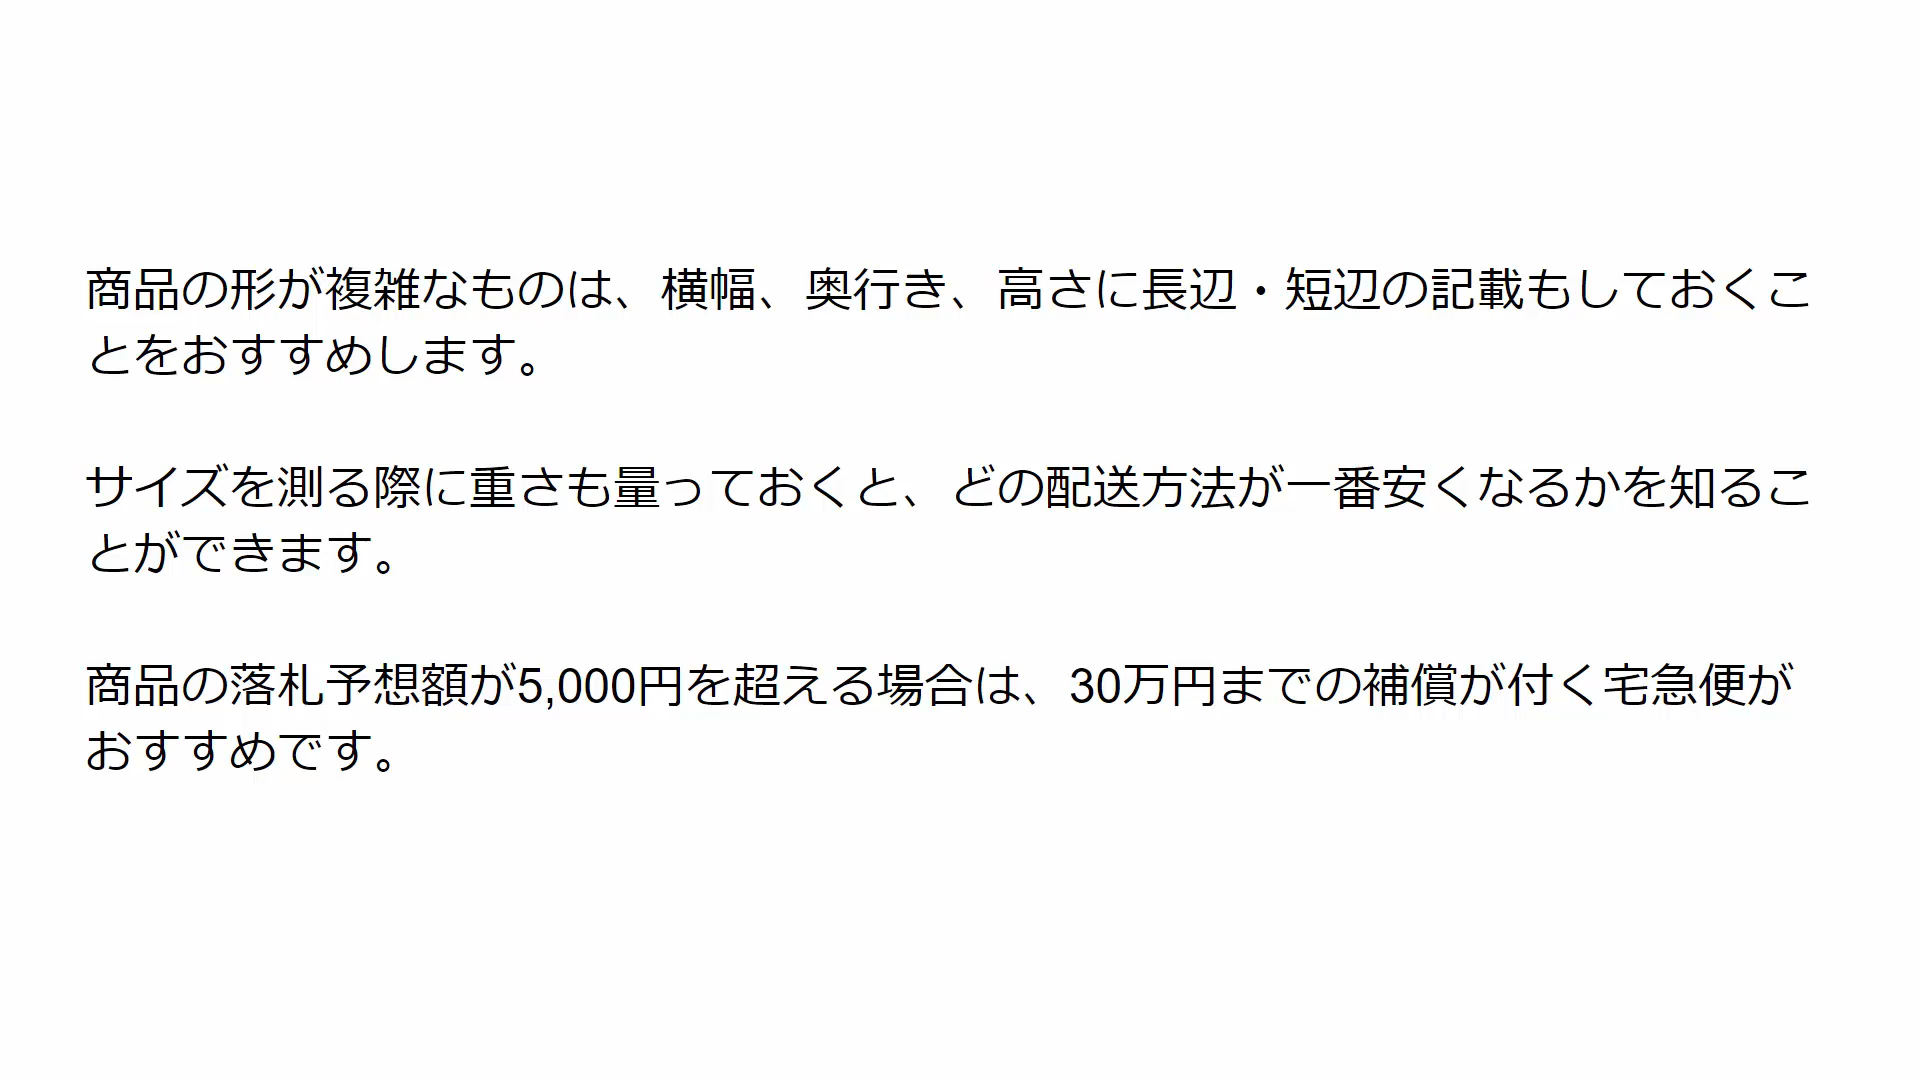 商品の形が複雑なものは、横幅、奥行き、高さに長辺・短辺の記載もしておくこ
とをおすすめします。
サイズを測る際に重さも量っておくと、どの配送方法が一番安くなるかを知るこ
とができます。
商品の落札予想額が5,000円を超える場合は、30万円までの補償が付く宅急便が
おすすめです。